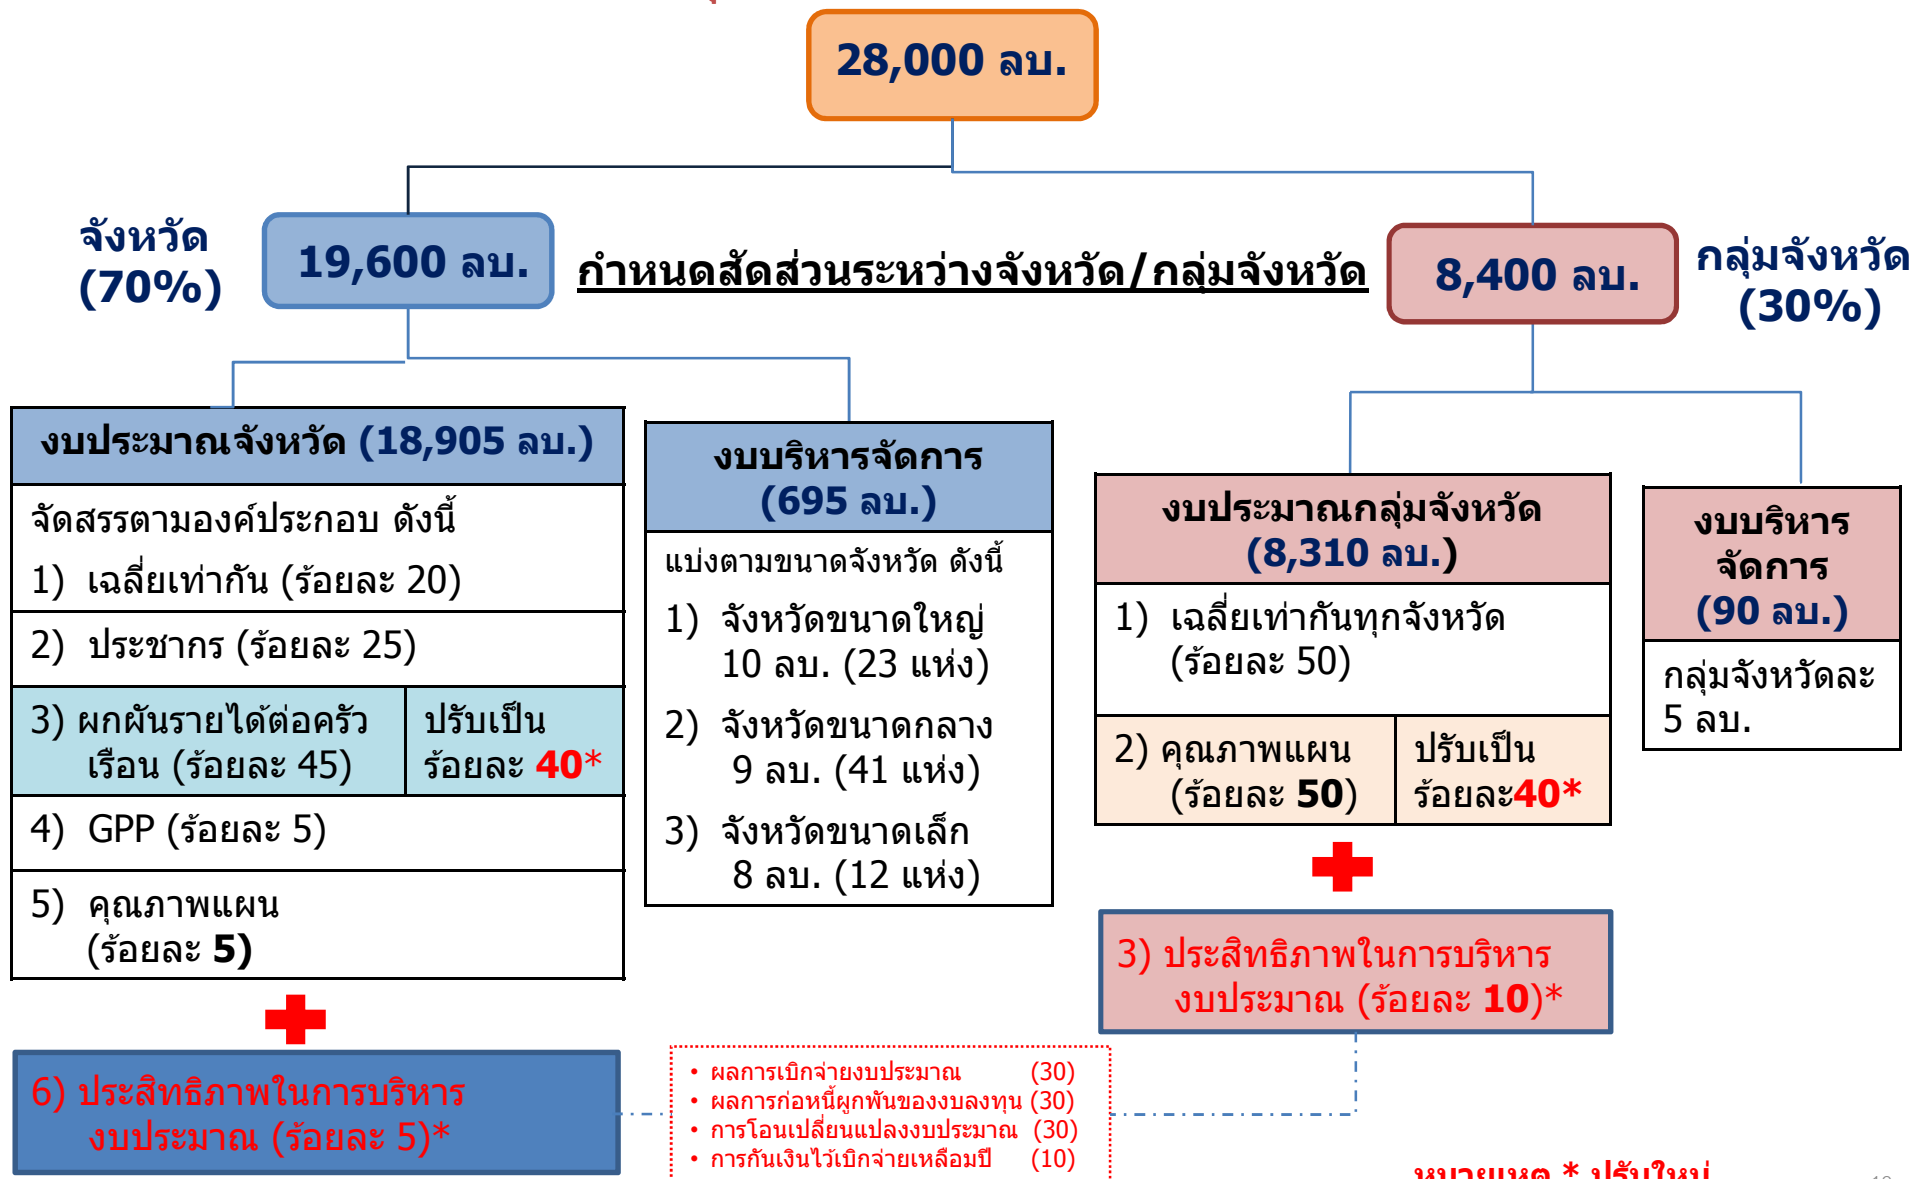 28,000 ลบ.
จังหวัด
(70%)
19,600 ลบ.
กำหนดสัดส่วนระหว่างจังหวัด/กลุ่มจังหวัด
8,400 ลบ.
กลุ่มจังหวัด
(30%)
งบประมาณจังหวัด (18,905 ลบ.)
จัดสรรตามองค์ประกอบ ดังนี้
1) เฉลี่ยเท่ากัน (ร้อยละ 20)
2) ประชากร (ร้อยละ 25)
3) ผกผันรายได้ต่อครัว
เรือน (ร้อยละ 45)
ปรับเป็น
ร้อยละ 40*
4) GPP (ร้อยละ 5)
5) คุณภาพแผน
(ร้อยละ 5)
6) ประสิทธิภาพในการบริหาร
งบประมาณ (ร้อยละ 5)*
งบบริหารจัดการ
(695 ลบ.)
แบ่งตามขนาดจังหวัด ดังนี้
1) จังหวัดขนาดใหญ่
10 ลบ. (23 แห่ง)
2) จังหวัดขนาดกลาง
9 ลบ. (41 แห่ง)
3) จังหวัดขนาดเล็ก
8 ลบ. (12 แห่ง)
งบประมาณกลุ่มจังหวัด
(8,310 ลบ.)
1) เฉลี่ยเท่ากันทุกจังหวัด
(ร้อยละ 50)
2) คุณภาพแผน
(ร้อยละ 50)
ปรับเป็น
ร้อยละ40*
3) ประสิทธิภาพในการบริหาร
งบประมาณ (ร้อยละ 10)*
งบบริหาร
จัดการ
(90 ลบ.)
กลุ่มจังหวัดละ
5 ลบ.
• ผลการเบิกจ่ายงบประมาณ (30)
• ผลการก่อหนี้ผูกพันของงบลงทุน (30)
• การโอนเปลี่ยนแปลงงบประมาณ (30)
• การกันเงินไว้เบิกจ่ายเหลือมปี (10)
หมายเหตุ * ปรับใหม่